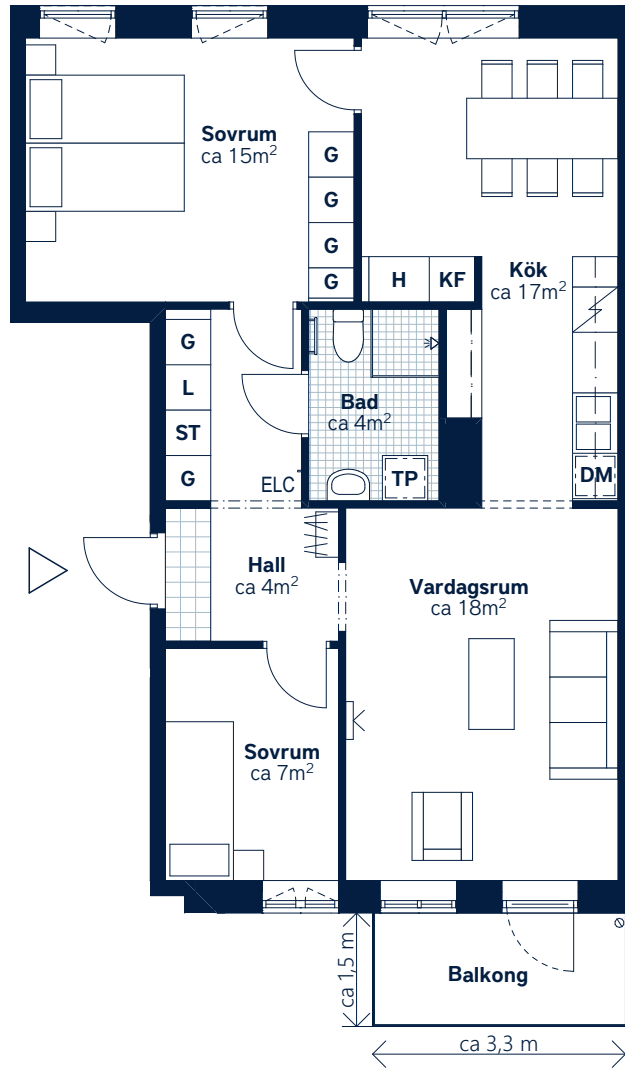 Sovrum
ca 15m²
G
G
G
G
H
KF
Kök
ca 17m²
G
L
ST
G
ELC
Bad
ca 4m²
TP
DM
Hall
ca 4m²
Vardagsrum
ca 18m²
Sovrum
ca 7m²
ca 1,5 m
Balkong
ca 3,3 m